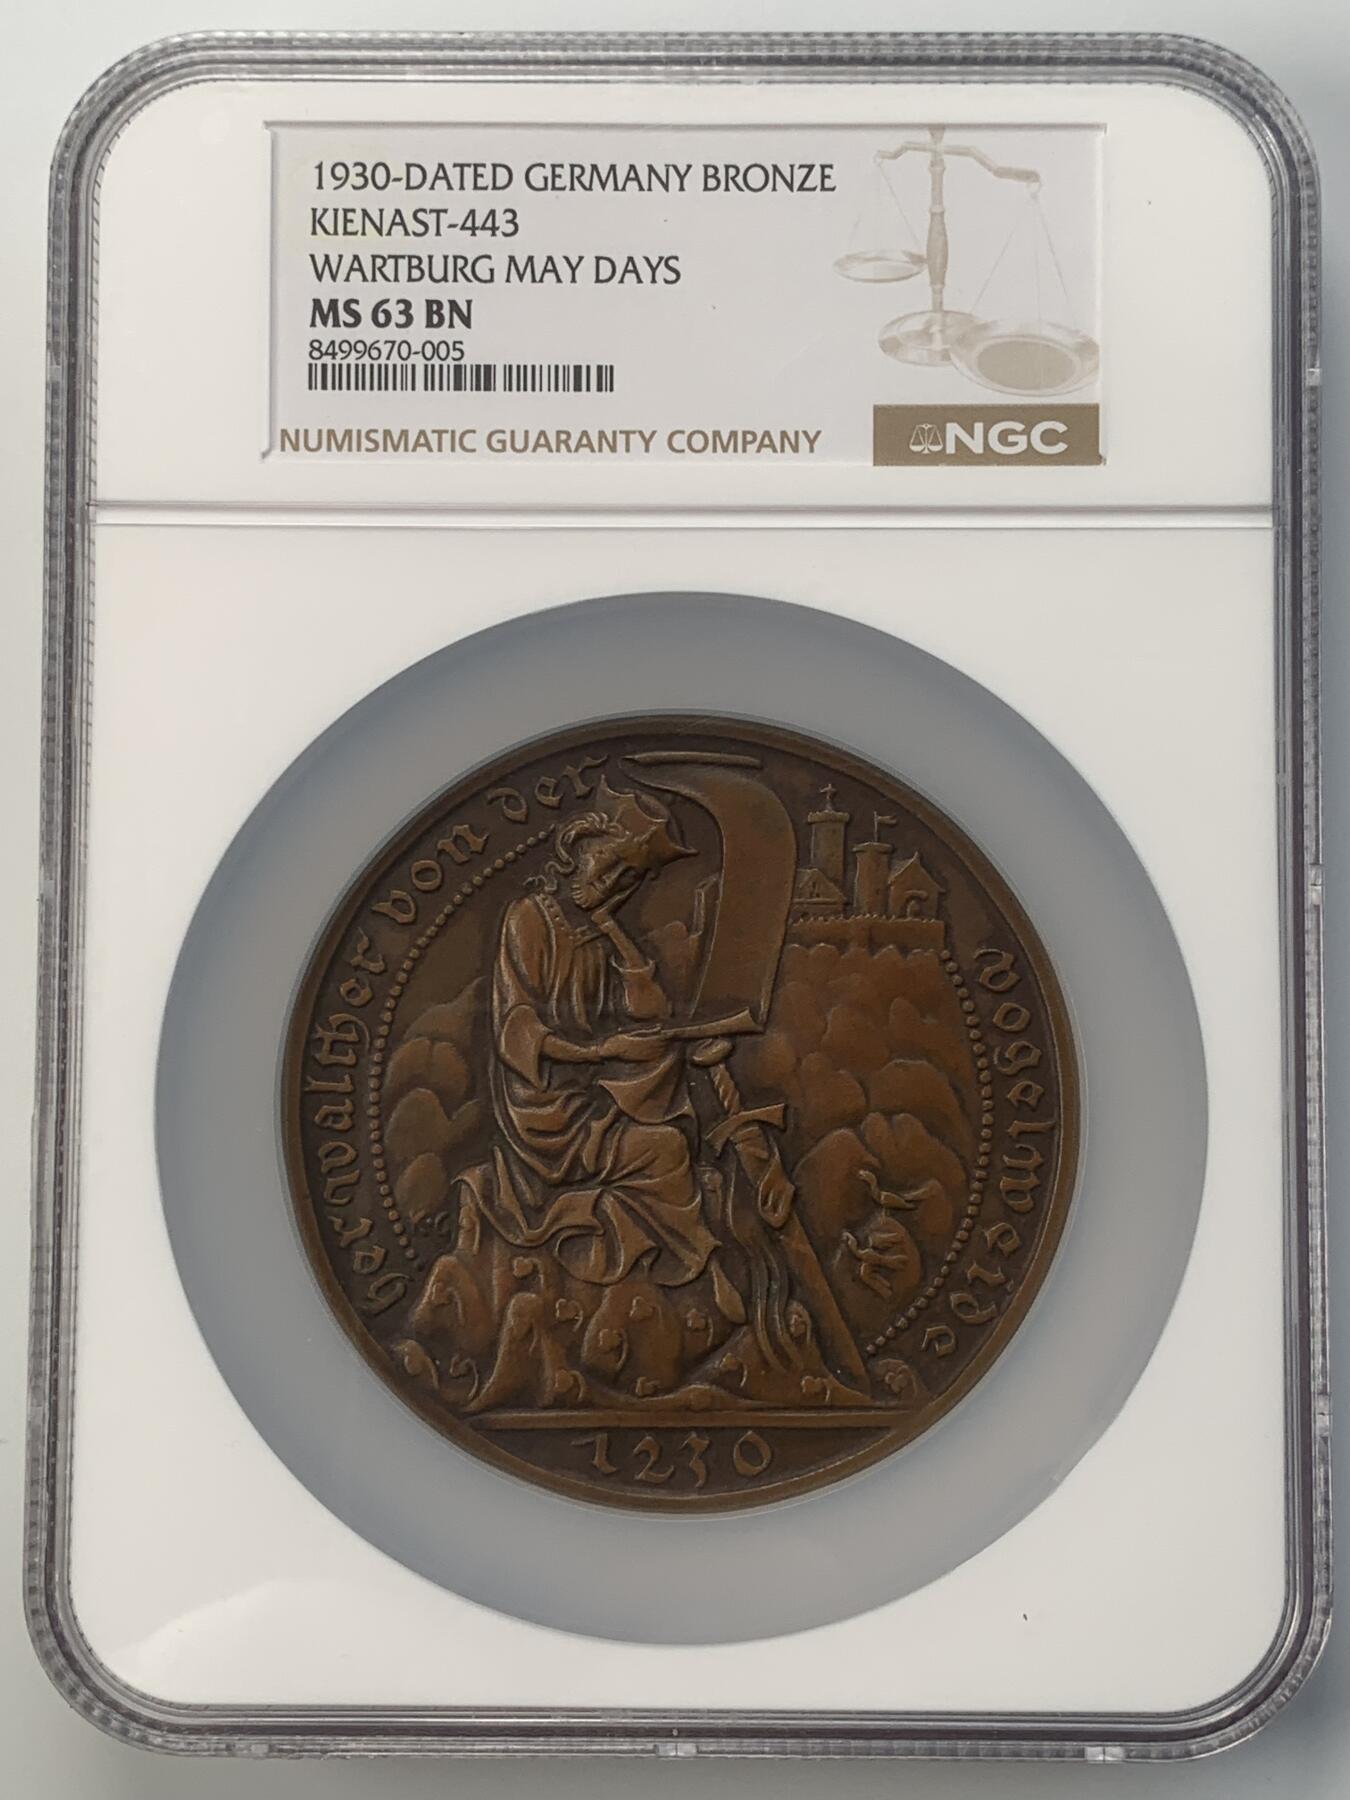 1930-DATED GERMANY BRONZE
KIENAST-443
WARTBURG MAY DAYS
MS 63 BN
8499670-005
NUMISMATIC GUARANTY COMPANY
NGC
her walther von der
vogelweide
K•G
1230